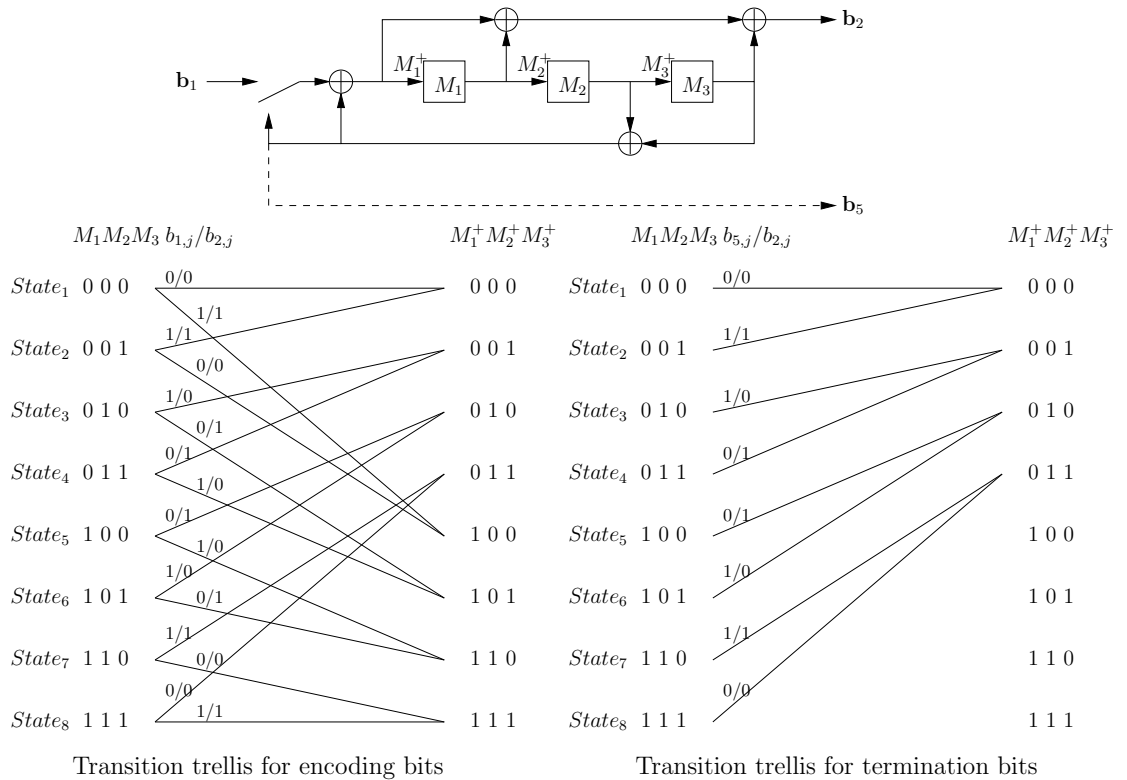 b₂
b₁ M₁⁺ M₁ M₂⁺ M₂ M₃⁺ M₃
b₅
M₁M₂M₃ b₁,ⱼ/b₂,ⱼ M₁⁺M₂⁺M₃⁺ M₁M₂M₃ b₅,ⱼ/b₂,ⱼ M₁⁺M₂⁺M₃⁺
0/0 0/0
State₁ 0 0 0 0 0 0 State₁ 0 0 0 0 0 0
1/1
1/1 1/1
State₂ 0 0 1 0 0 1 State₂ 0 0 1 0 0 1
0/0
1/0 1/0
State₃ 0 1 0 0 1 0 State₃ 0 1 0 0 1 0
0/1
0/1 0/1
State₄ 0 1 1 0 1 1 State₄ 0 1 1 0 1 1
1/0
0/1 0/1
State₅ 1 0 0 1 0 0 State₅ 1 0 0 1 0 0
1/0
1/0 1/0
State₆ 1 0 1 1 0 1 State₆ 1 0 1 1 0 1
0/1
1/1 1/1
State₇ 1 1 0 1 1 0 State₇ 1 1 0 1 1 0
0/0
0/0 0/0
1/1
State₈ 1 1 1 1 1 1 State₈ 1 1 1 1 1 1
Transition trellis for encoding bits Transition trellis for termination bits